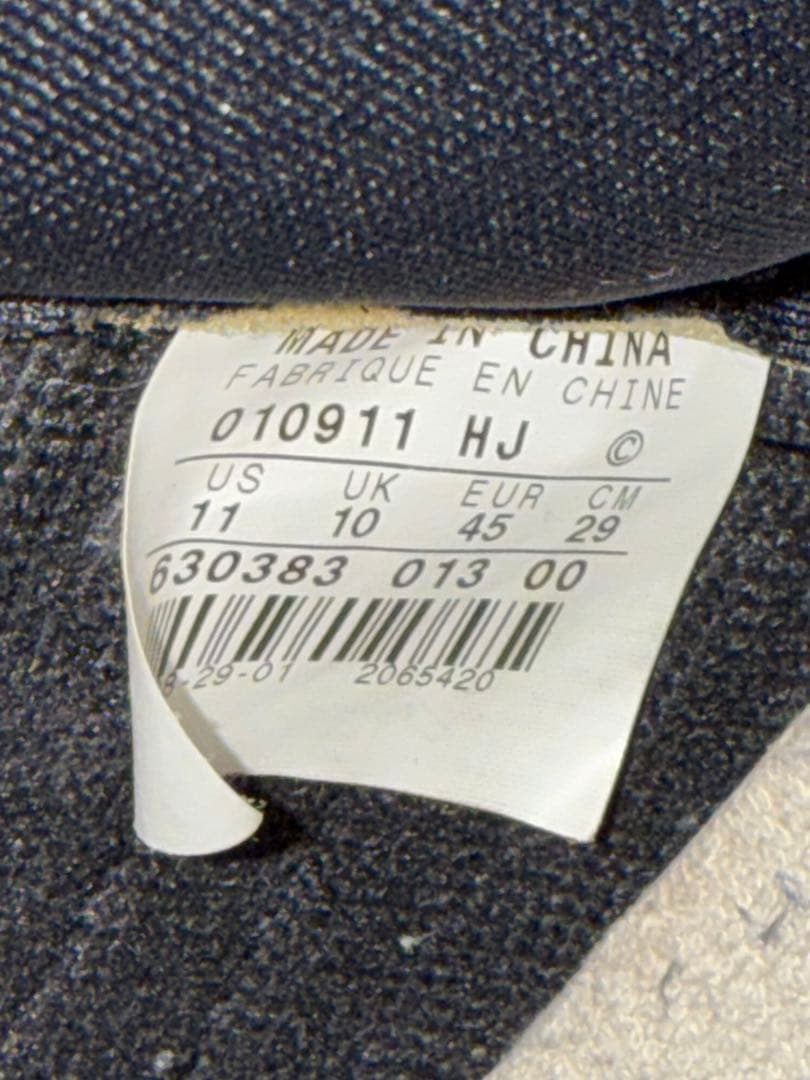 MADE IN CHINA
FABRIQUE EN CHINE
010911 HJ ©
US UK EUR CM
11 10 45 29
630383 013 00
8-29-01 2065420